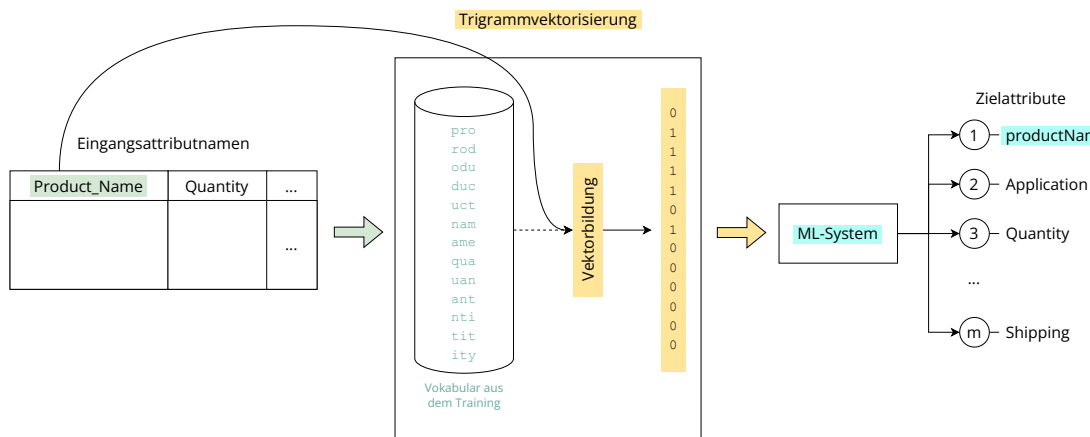 Trigrammvektorisierung
Eingangsattributnamen
Product_Name
Quantity
...
...
pro
rod
odu
duc
uct
nam
ame
qua
uan
ant
nti
tit
ity
Vokabular aus
dem Training
Vektorbildung
0
1
1
1
1
0
1
0
0
0
0
0
0
ML-System
Zielattribute
1 productNar
2 Application
3 Quantity
...
m Shipping